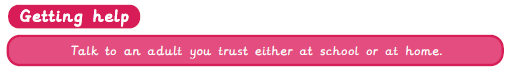 Getting help
Talk to an adult you trust either at school or at home.